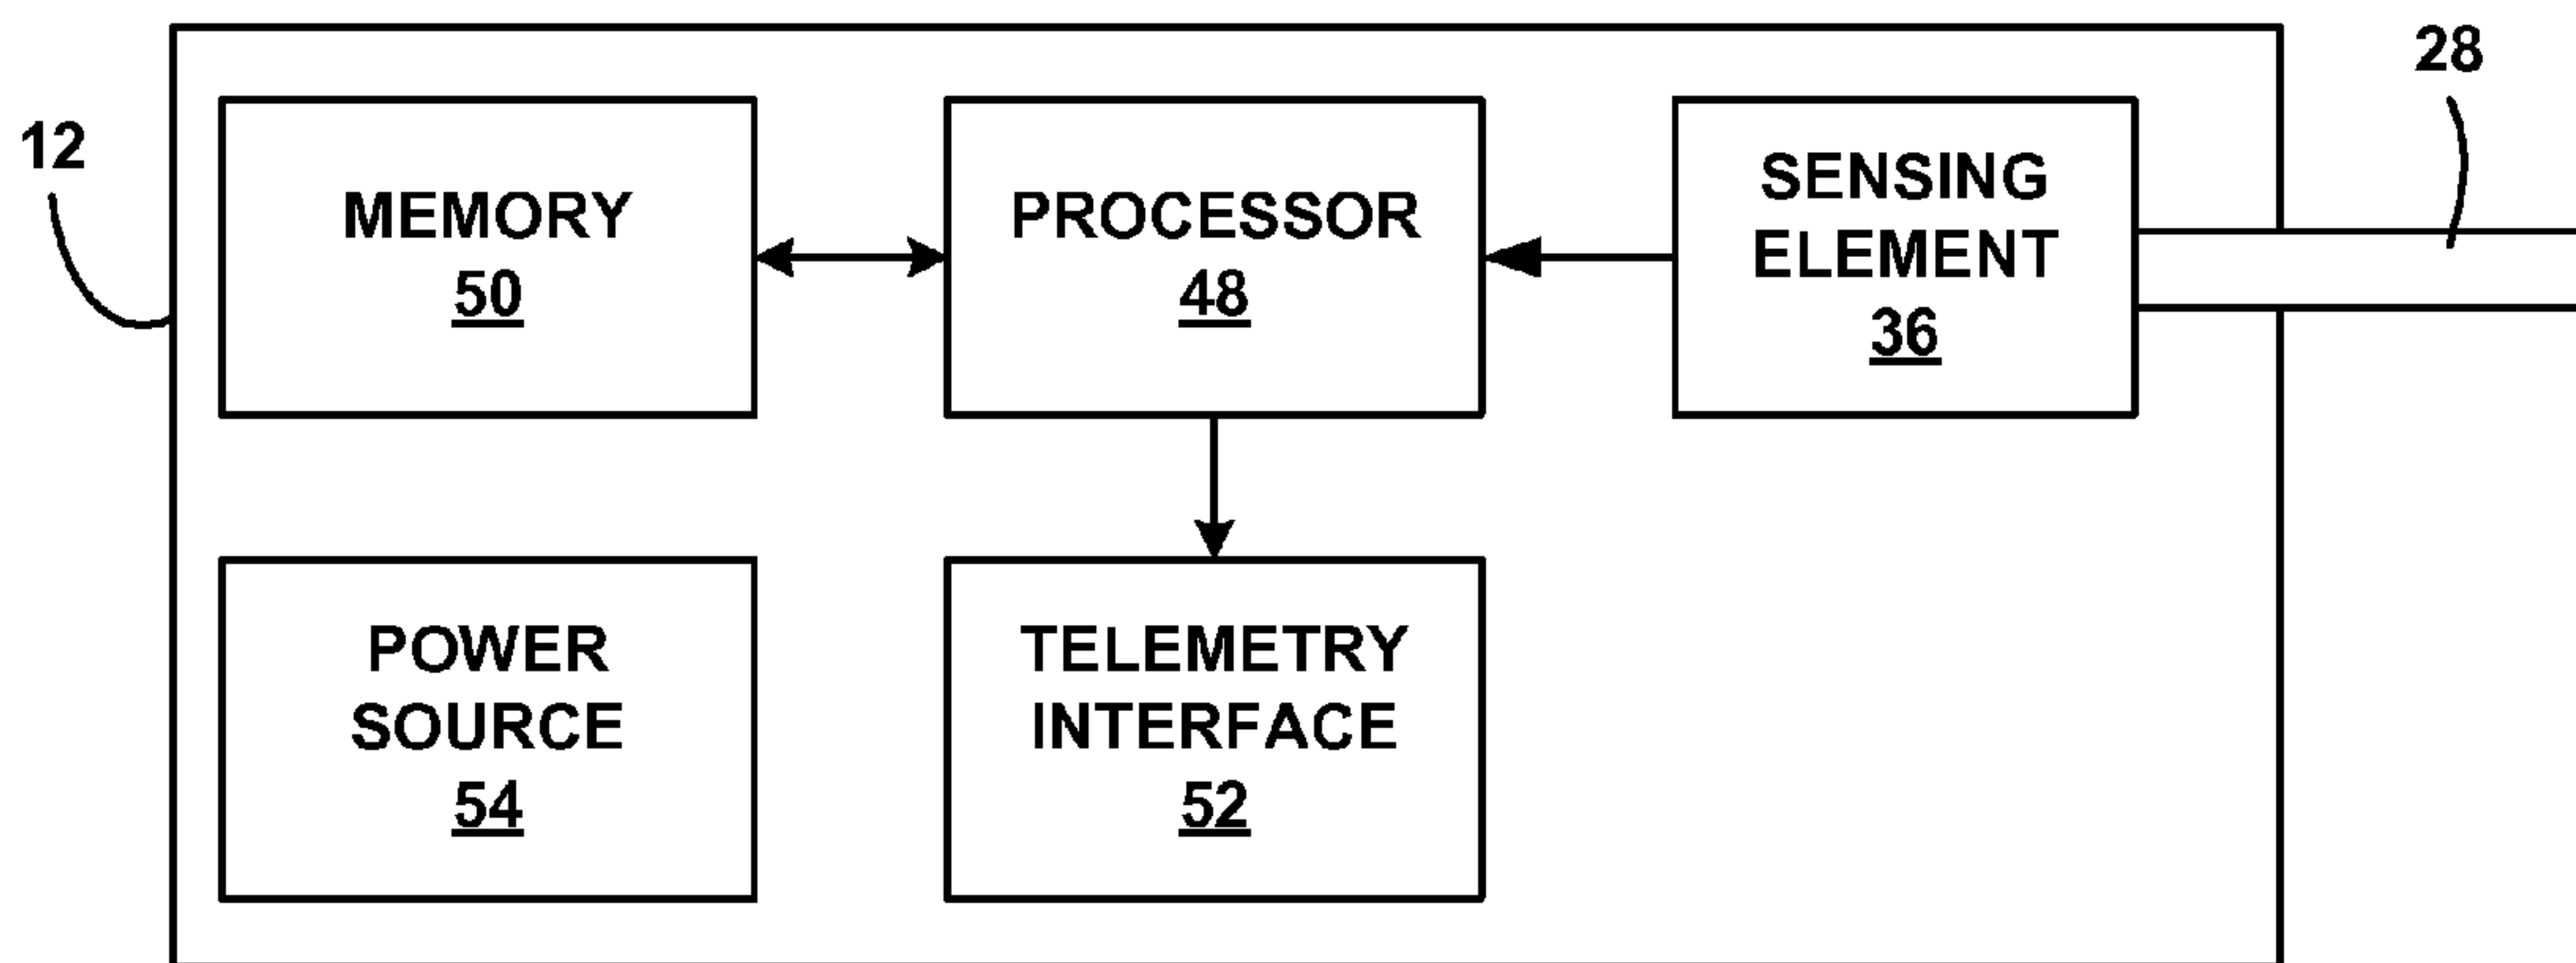 12
28
MEMORY
50
PROCESSOR
48
SENSING
ELEMENT
36
POWER
SOURCE
54
TELEMETRY
INTERFACE
52